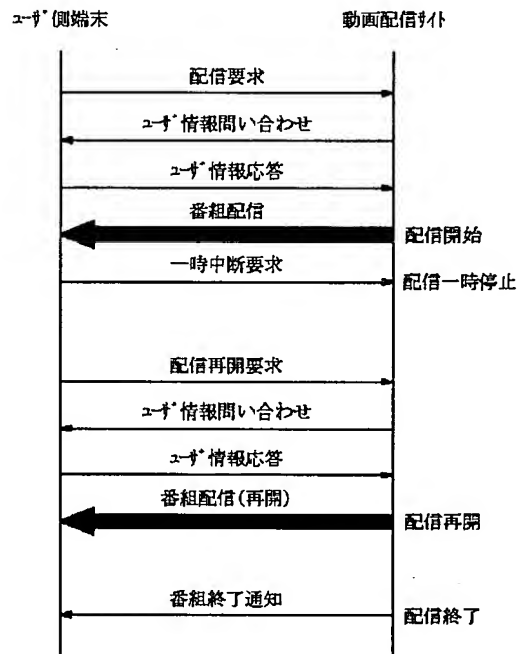 ﾕｰｻﾞ側端末
動画配信ｻｲﾄ
配信要求
ﾕｰｻﾞ情報問い合わせ
ﾕｰｻﾞ情報応答
番組配信
配信開始
一時中断要求
配信一時停止
配信再開要求
ﾕｰｻﾞ情報問い合わせ
ﾕｰｻﾞ情報応答
番組配信(再開)
配信再開
番組終了通知
配信終了